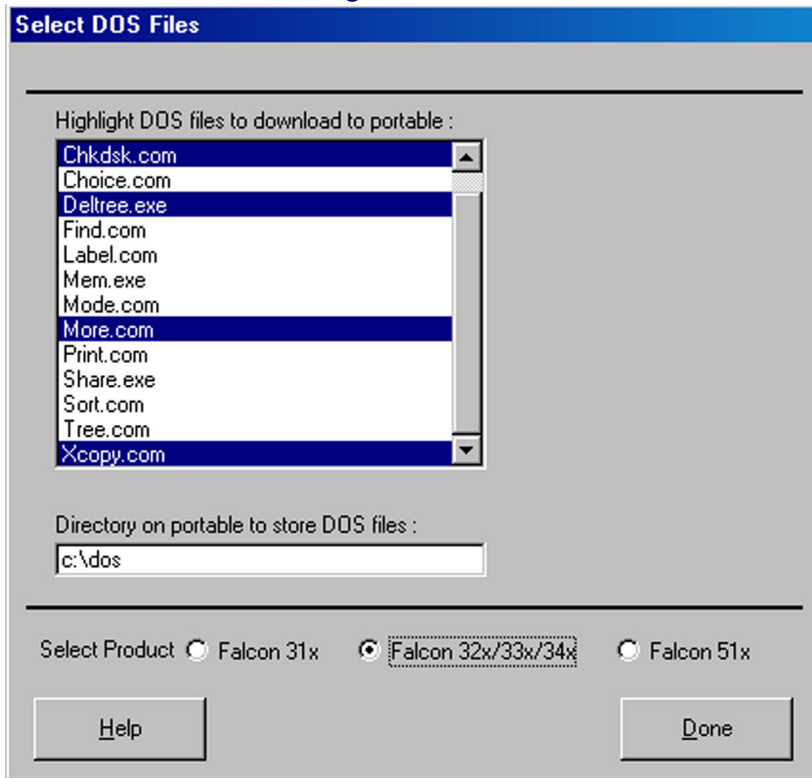 Select DOS Files
Highlight DOS files to download to portable :
Chkdsk.com
Choice.com
Deltree.exe
Find.com
Label.com
Mem.exe
Mode.com
More.com
Print.com
Share.exe
Sort.com
Tree.com
Xcopy.com
Directory on portable to store DOS files :
c:\dos
Select Product Falcon 31x Falcon 32x/33x/34x Falcon 51x
Help Done